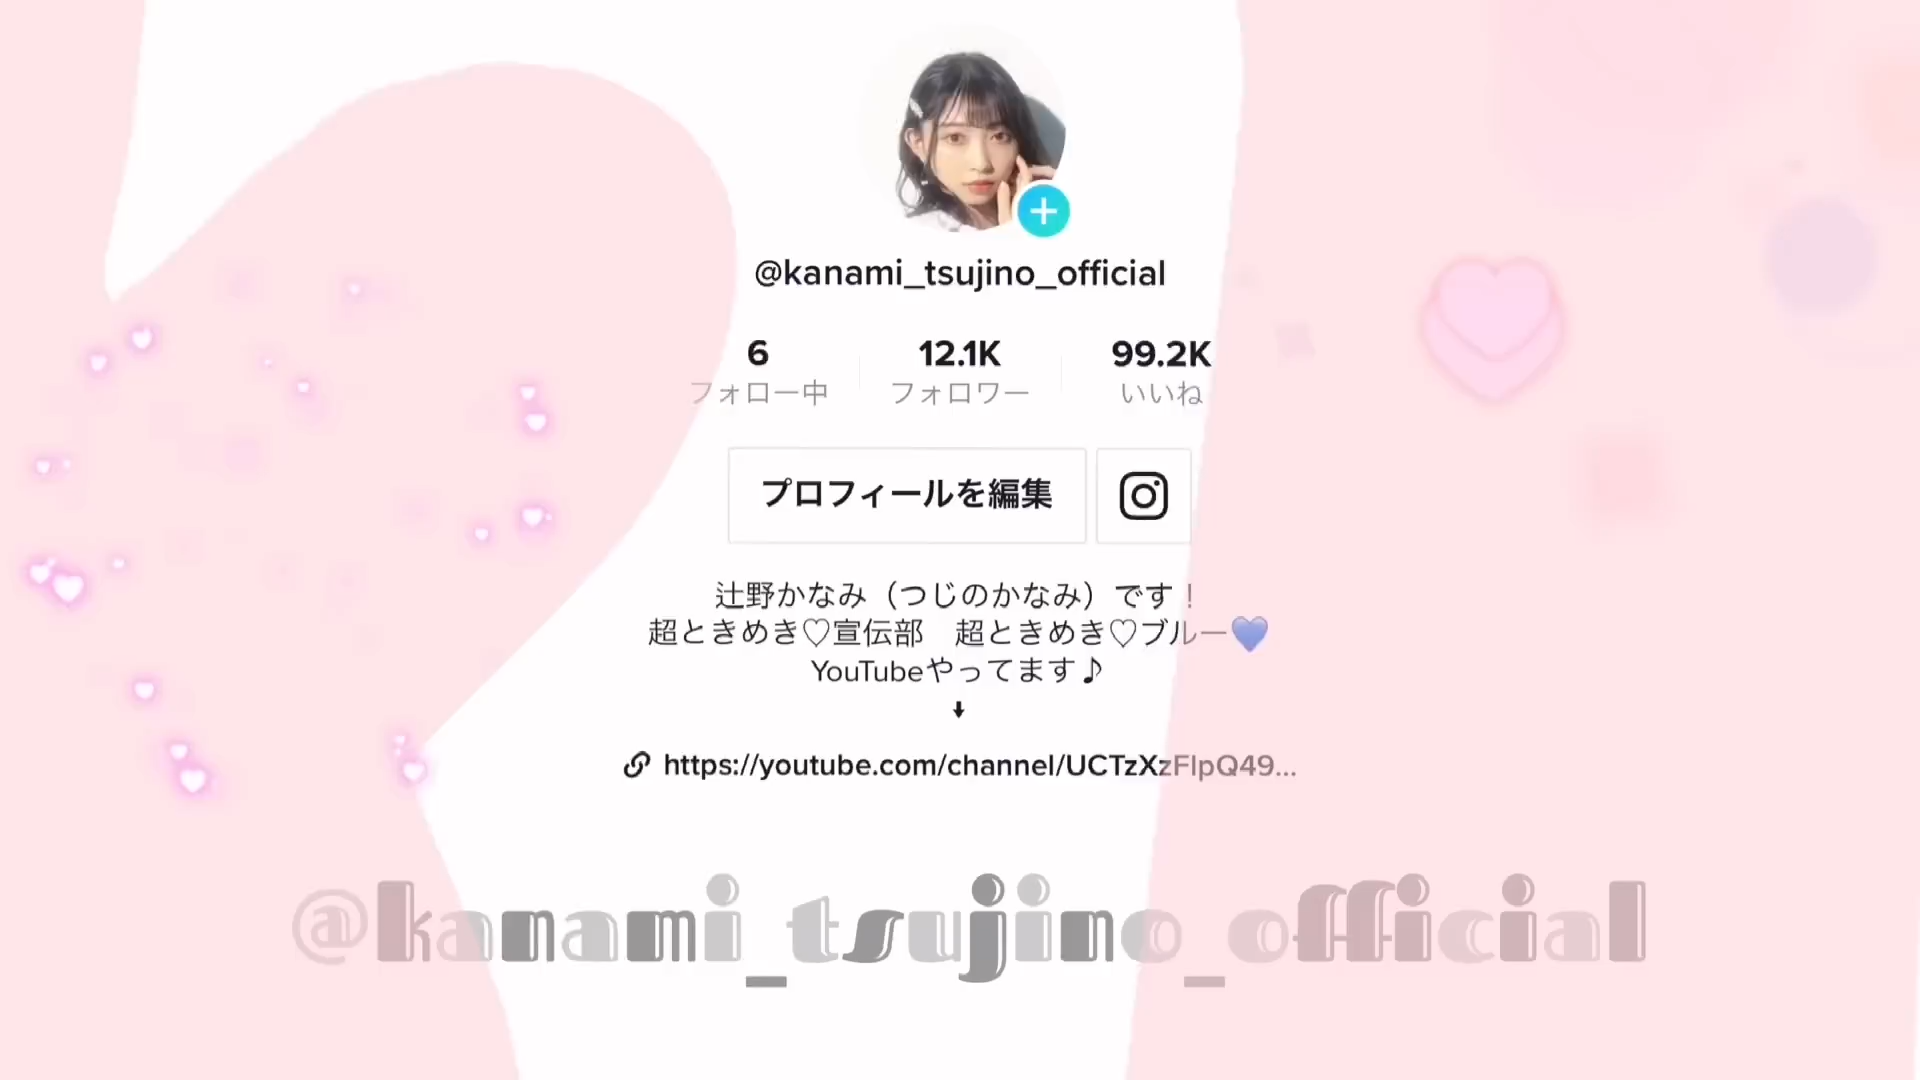 @kanami_tsujino_official
6 12.1K 99.2K
フォロー中 フォロワー いいね
プロフィールを編集
辻野かなみ（つじのかなみ）です！
超ときめき♡宣伝部　超ときめき♡ブルー💙
YouTubeやってます♪
⬇
https://youtube.com/channel/UCTzXzFIpQ49...
@kanami_tsujino_official